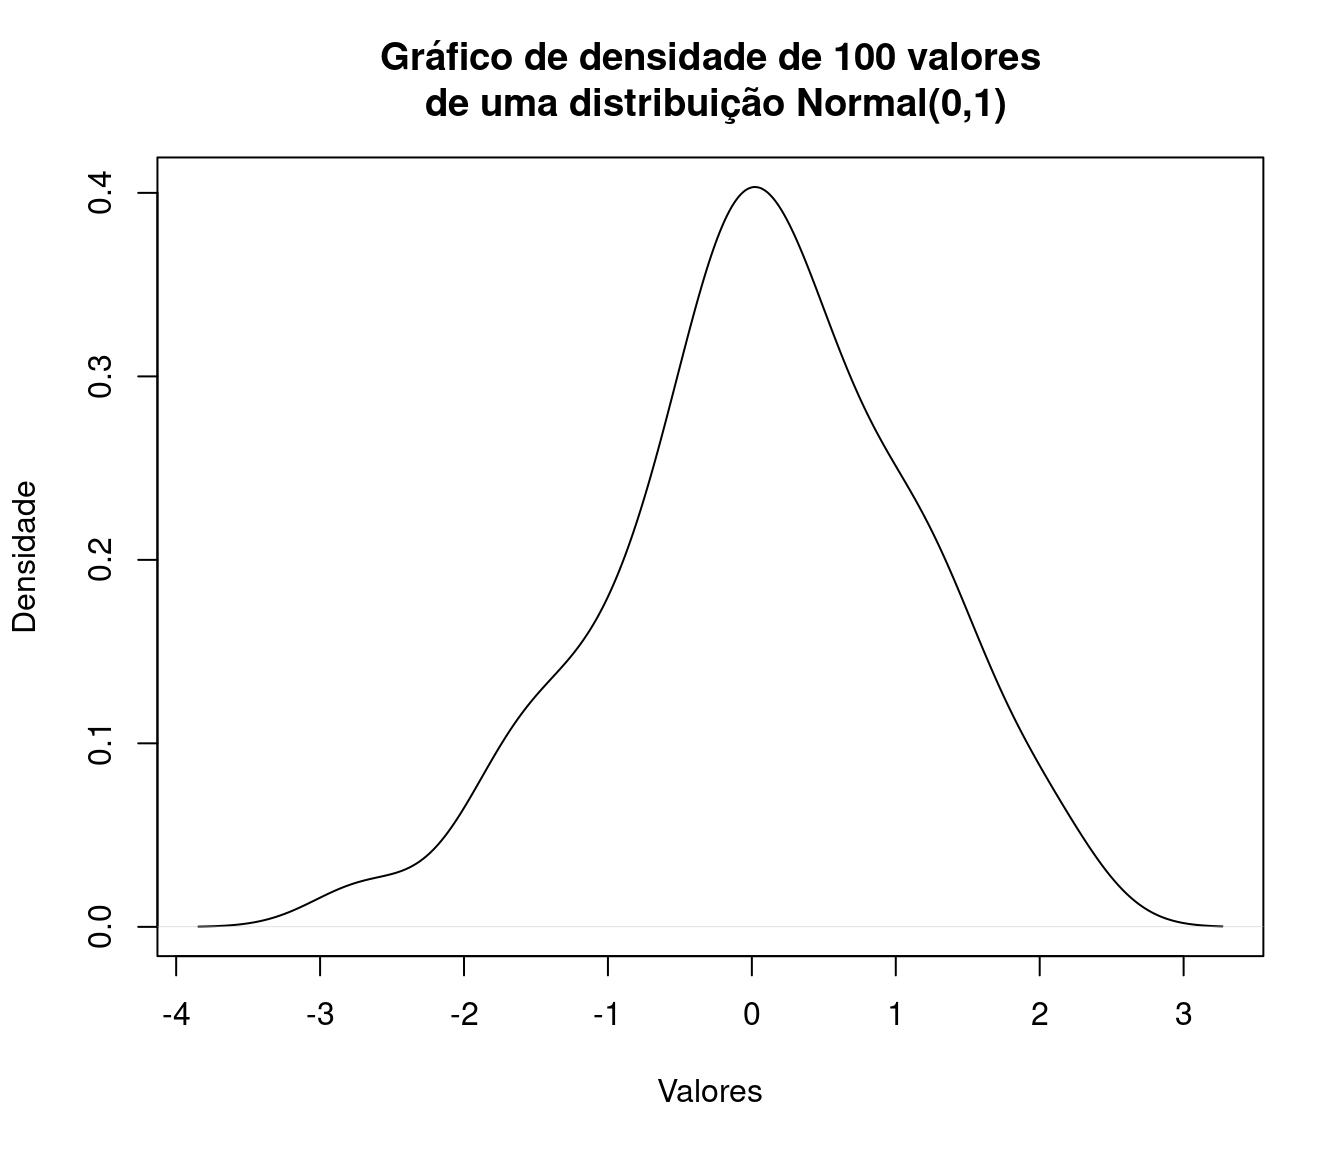 Gráfico de densidade de 100 valores
de uma distribuição Normal(0,1)
Densidade
0.4
0.3
0.2
0.1
0.0
-4 -3 -2 -1 0 1 2 3
Valores